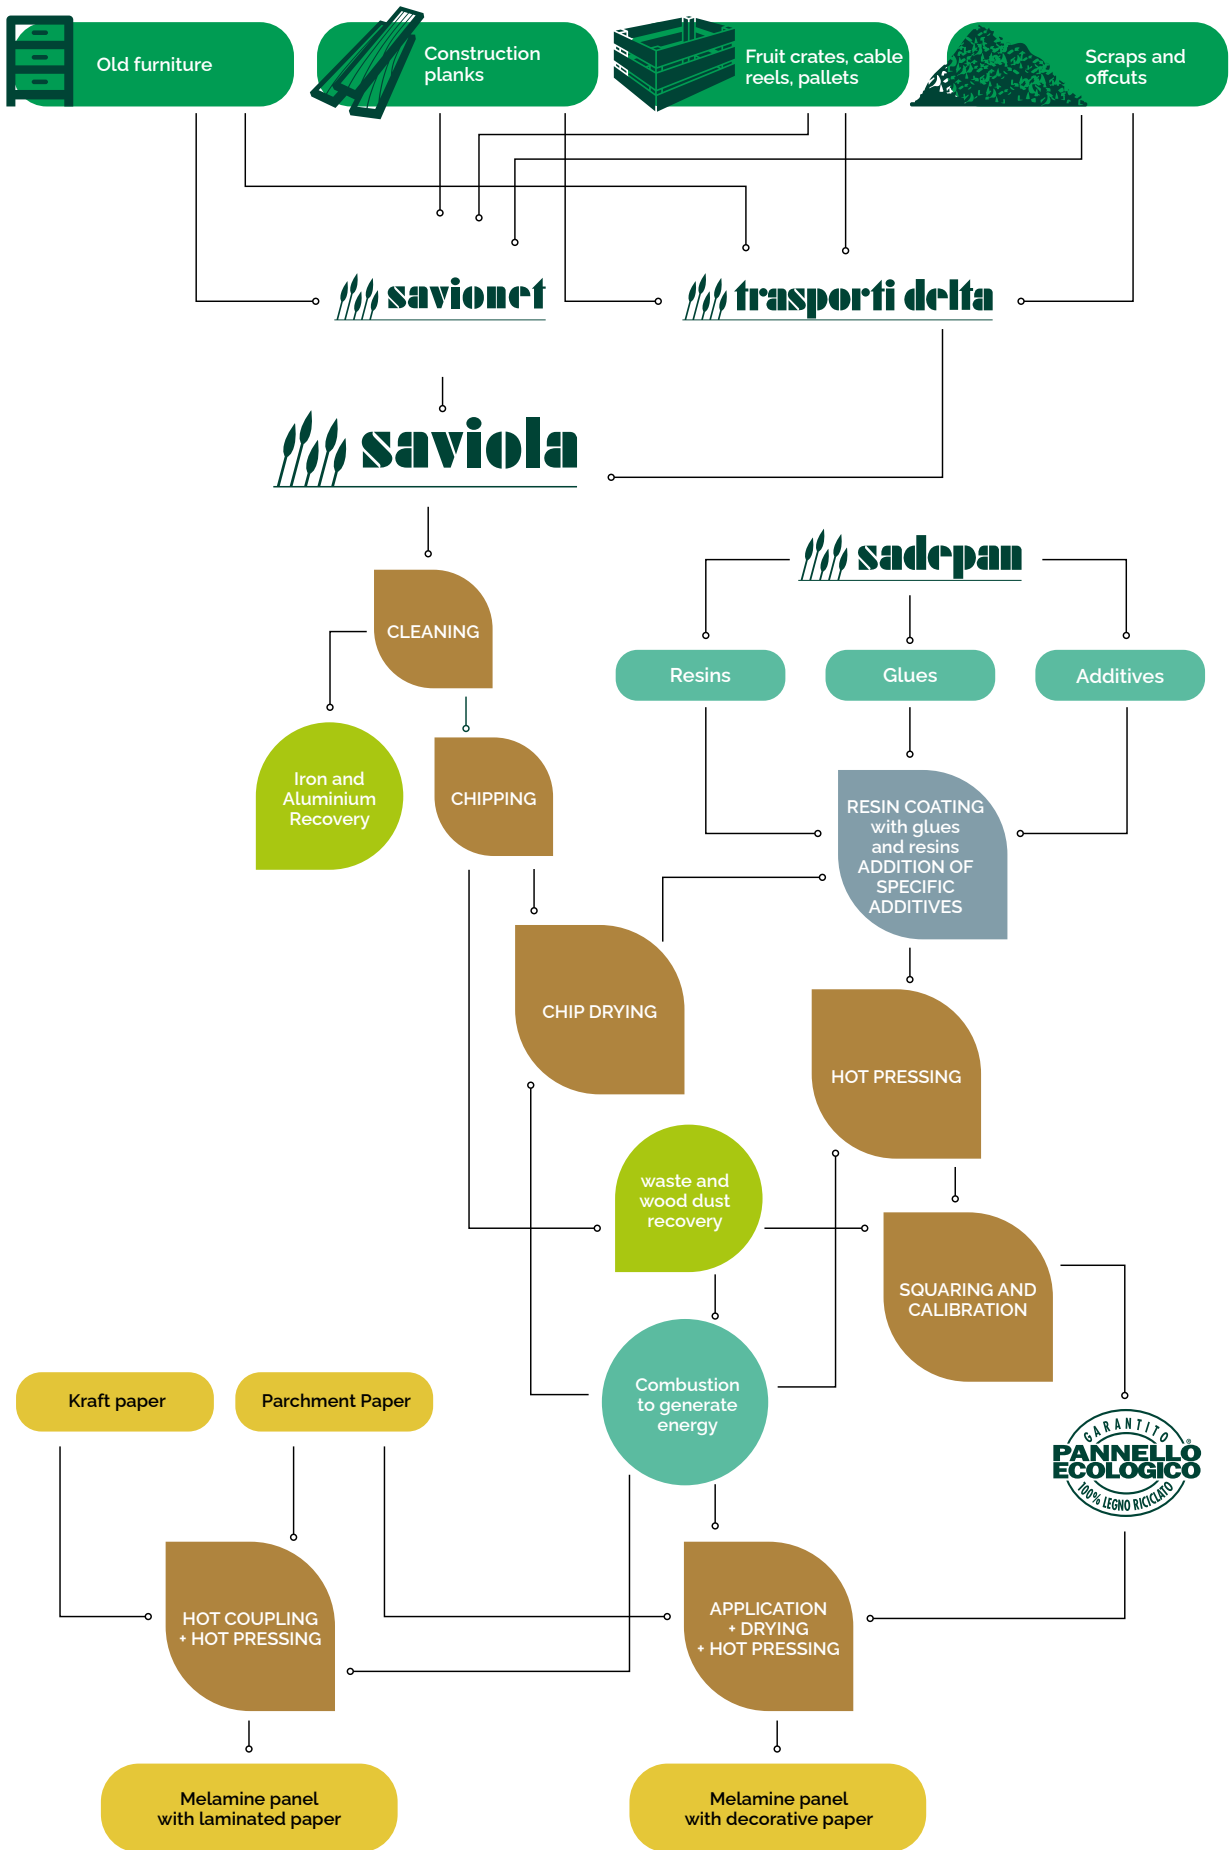 Old furniture
Construction
planks
Fruit crates, cable
reels, pallets
Scraps and
offcuts
savionet
trasporti delta
saviola
sadepan
CLEANING
Resins
Glues
Additives
Iron and
Aluminium
Recovery
CHIPPING
RESIN COATING
with glues
and resins
ADDITION OF
SPECIFIC
ADDITIVES
CHIP DRYING
HOT PRESSING
waste and
wood dust
recovery
SQUARING AND
CALIBRATION
Combustion
to generate
energy
Kraft paper
Parchment Paper
GARANTITO
PANNELLO®
ECOLOGICO
100% LEGNO RICICLATO
HOT COUPLING
+ HOT PRESSING
APPLICATION
+ DRYING
+ HOT PRESSING
Melamine panel
with laminated paper
Melamine panel
with decorative paper